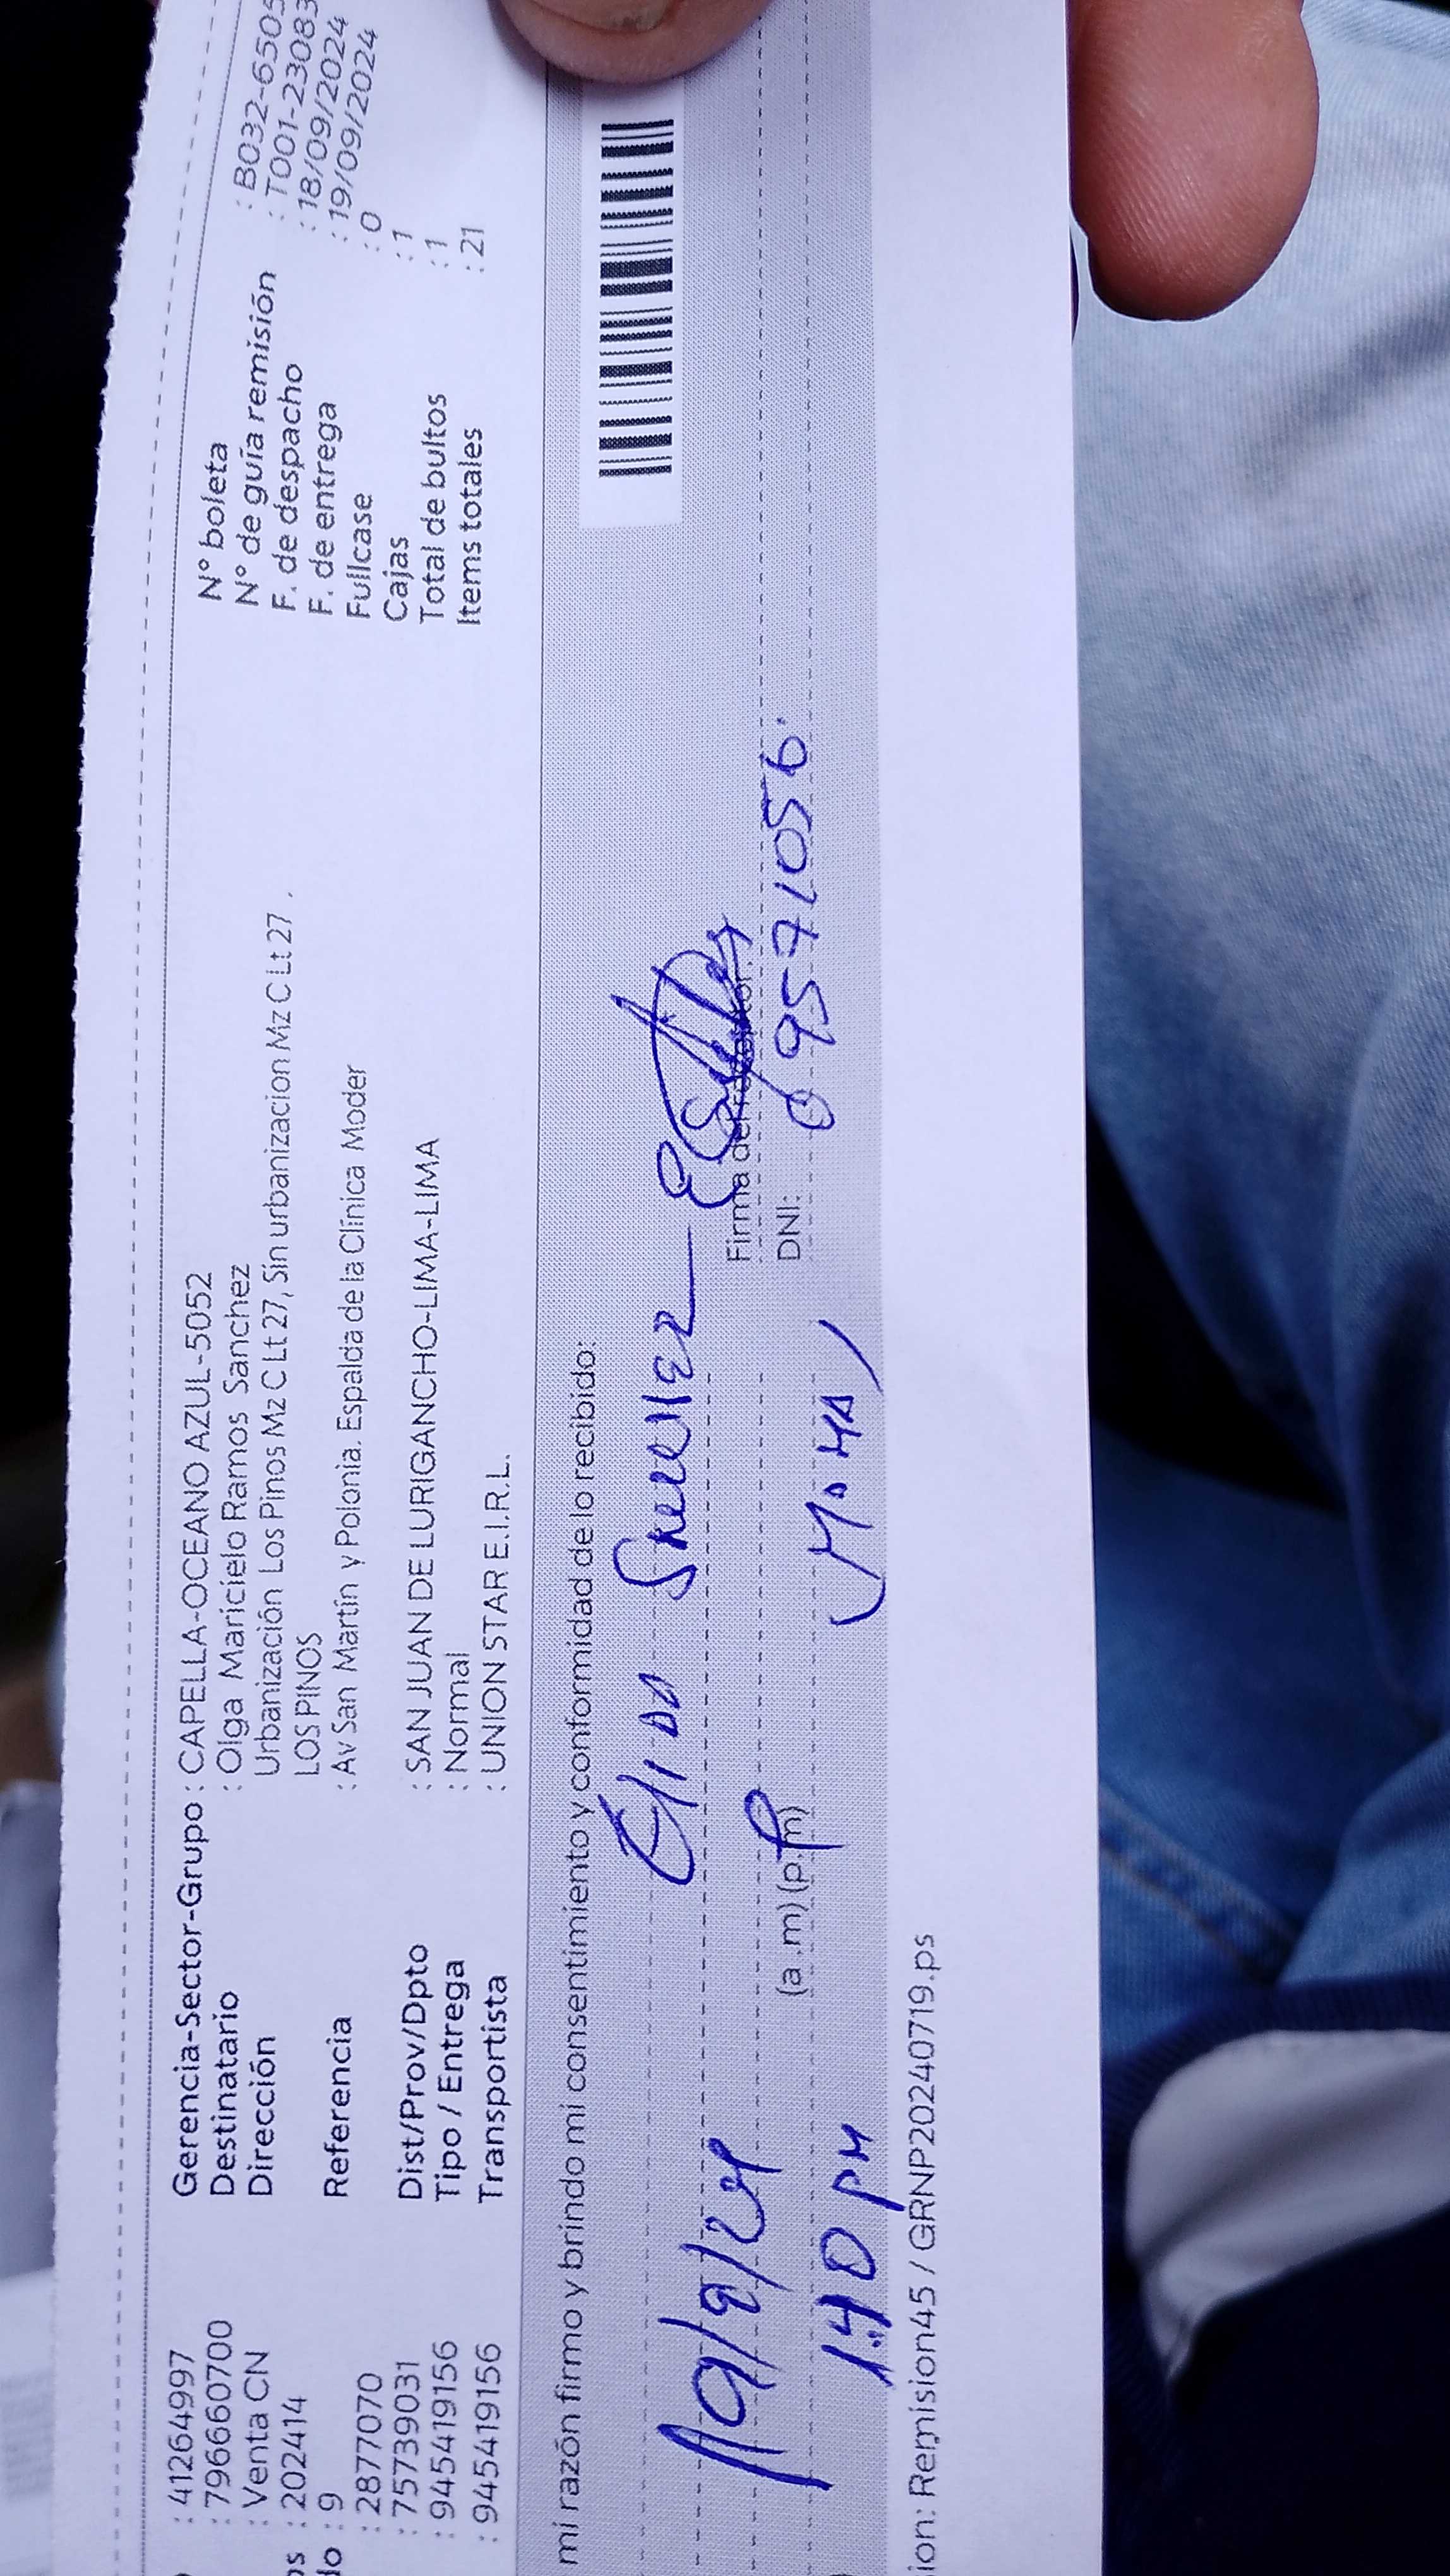 : 41264997 Gerencia-Sector-Grupo : CAPELLA-OCEANO AZUL-5052 N° boleta : B032-6505
: 796660700 Destinatario : Olga Maricielo Ramos Sanchez N° de guía remisión : T001-23083
: Venta CN Dirección Urbanización Los Pinos Mz C Lt 27, Sin urbanizacion Mz C Lt 27 , F. de despacho : 18/09/2024
os : 202414 LOS PINOS F. de entrega : 19/09/2024
do : 9 Referencia : Av San Martín y Polonia. Espalda de la Clínica Moder Fullcase : 0
: 2877070 Cajas : 1
: 75739031 Dist/Prov/Dpto : SAN JUAN DE LURIGANCHO-LIMA-LIMA Total de bultos : 1
: 945419156 Tipo / Entrega : Normal Items totales : 21
: 945419156 Transportista : UNION STAR E.I.R.L.
mi razón firmo y brindo mi consentimiento y conformidad de lo recibido:
19/9/24
Firma del receptor:
1:40 PM (a .m) (p.m) DNI: 09571056
ion: Remision45 / GRNP20240719.ps